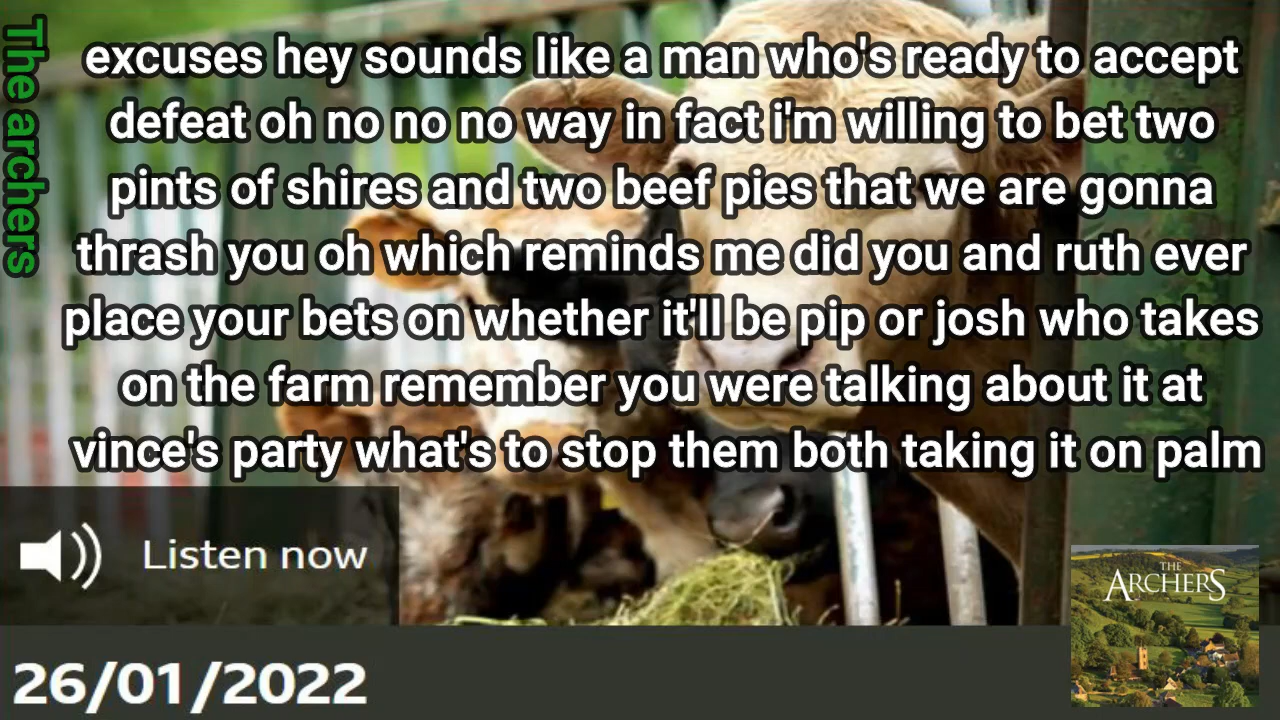 The archers
excuses hey sounds like a man who's ready to accept
defeat oh no no no way in fact i'm willing to bet two
pints of shires and two beef pies that we are gonna
thrash you oh which reminds me did you and ruth ever
place your bets on whether it'll be pip or josh who takes
on the farm remember you were talking about it at
vince's party what's to stop them both taking it on palm
Listen now
THE
ARCHERS
26/01/2022